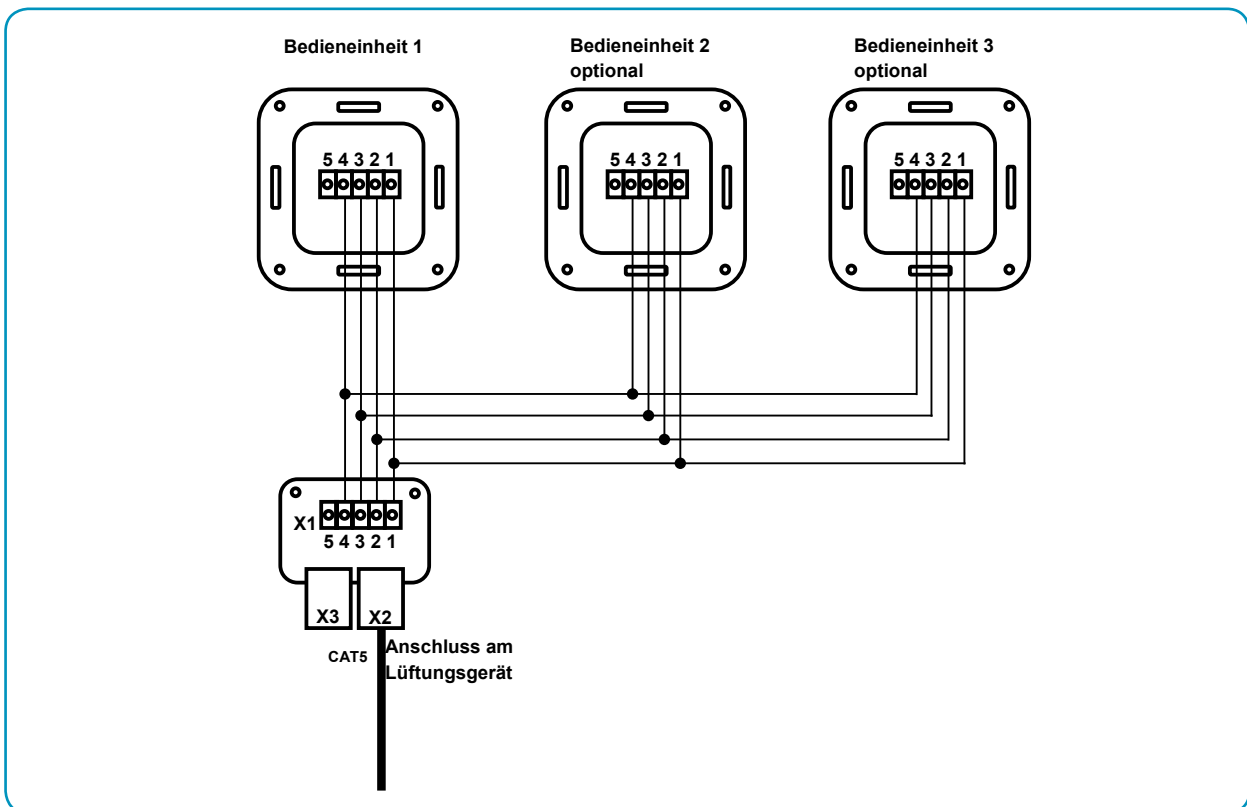 Bedieneinheit 1
Bedieneinheit 2
optional
Bedieneinheit 3
optional
5 4 3 2 1
5 4 3 2 1
5 4 3 2 1
X1
5 4 3 2 1
X3
X2
CAT5
Anschluss am
Lüftungsgerät